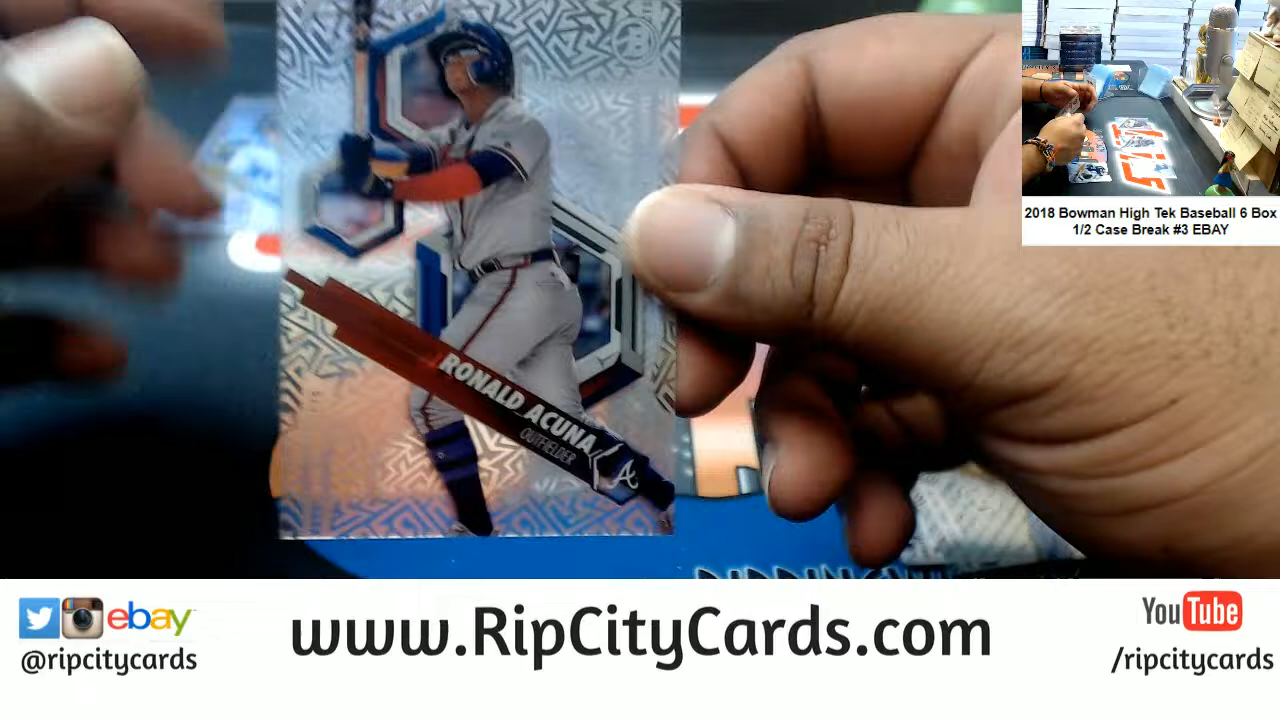 RONALD ACUNA
OUTFIELDER
A
2018 Bowman High Tek Baseball 6 Box
1/2 Case Break #3 EBAY
ebay
@ripcitycards
www.RipCityCards.com
YouTube
/ripcitycards